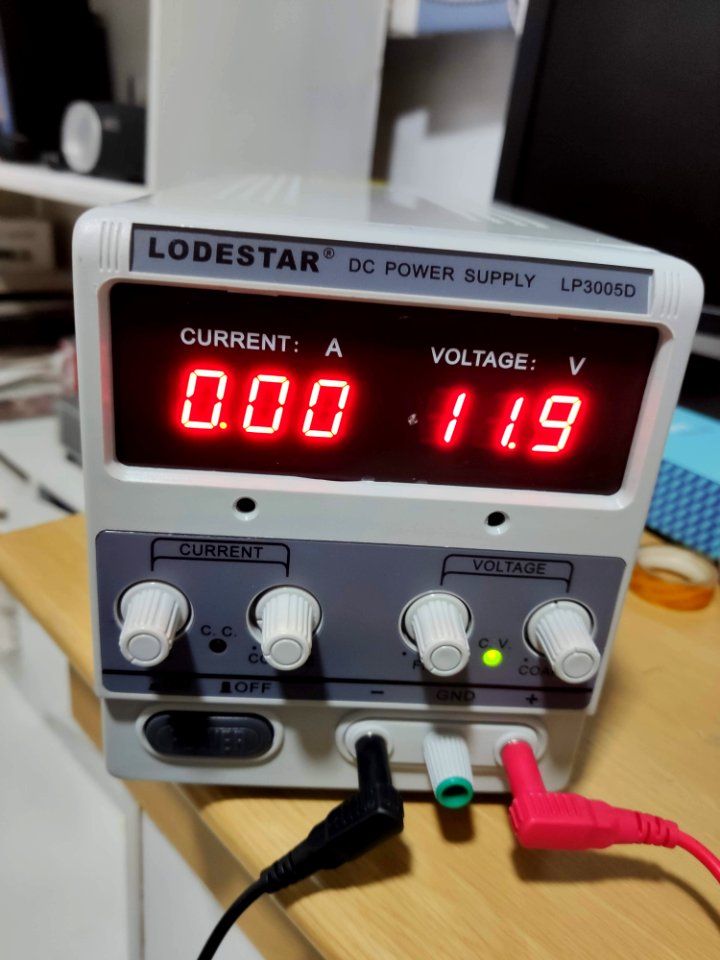 LODESTAR® DC POWER SUPPLY LP3005D
CURRENT: A VOLTAGE: V
0.00 11.9
CURRENT VOLTAGE
C. C. C. V.
OFF − GND +